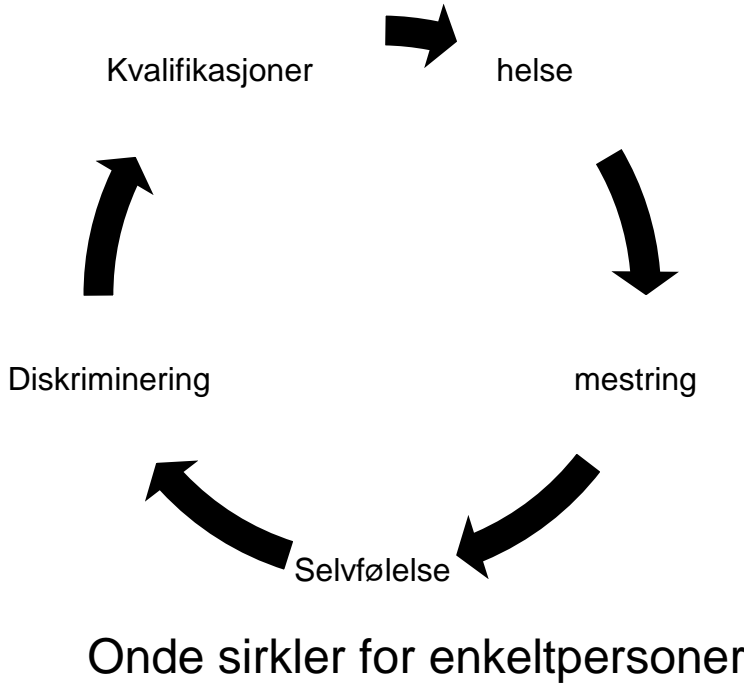 Kvalifikasjoner
helse
mestring
Selvfølelse
Diskriminering
Onde sirkler for enkeltpersoner